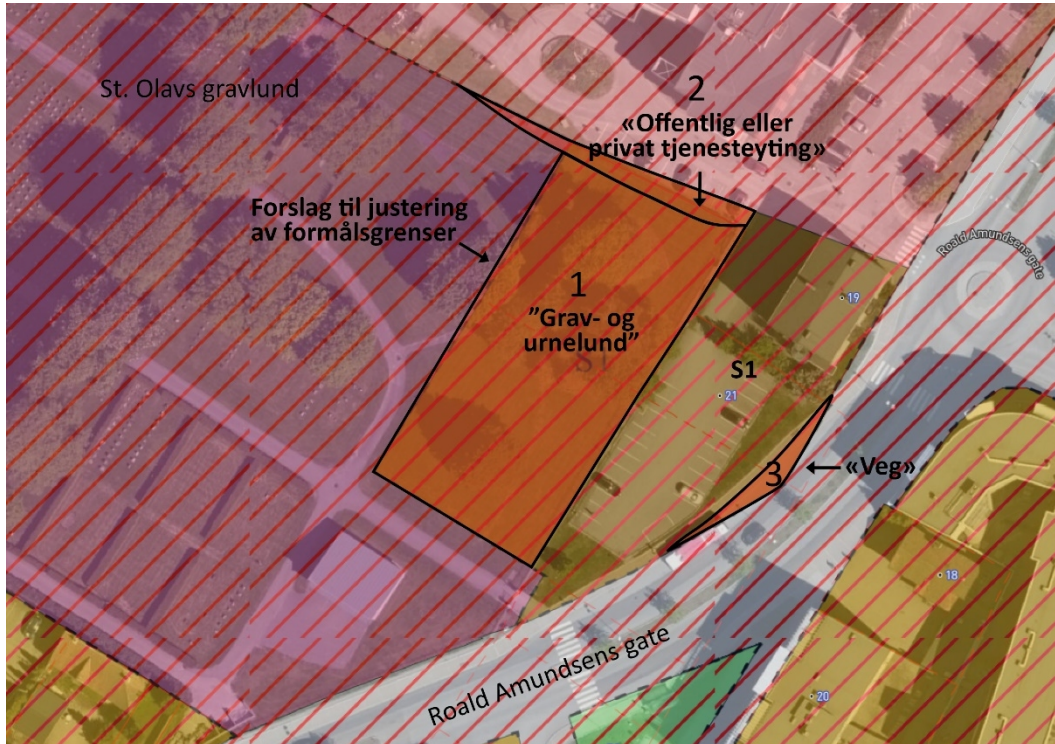 St. Olavs gravlund
2
«Offentlig eller
privat tjenesteyting»
Forslag til justering
av formålsgrenser
Roald Amundsens gate
1
”Grav- og
urnelund”
S1
19
S1
21
3
«Veg»
18
Roald Amundsens gate
20